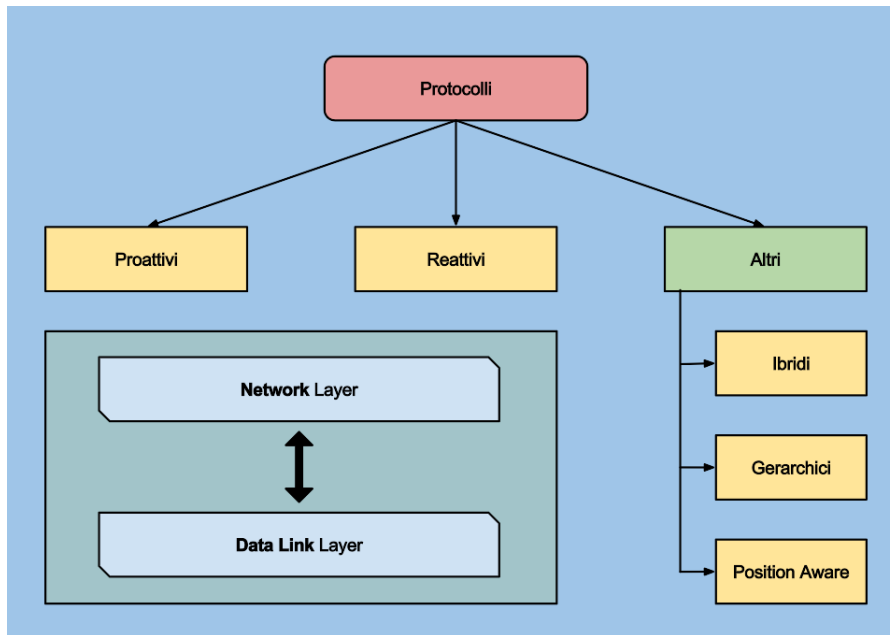 Protocolli
Proattivi
Reattivi
Altri
Network Layer
Data Link Layer
Ibridi
Gerarchici
Position Aware